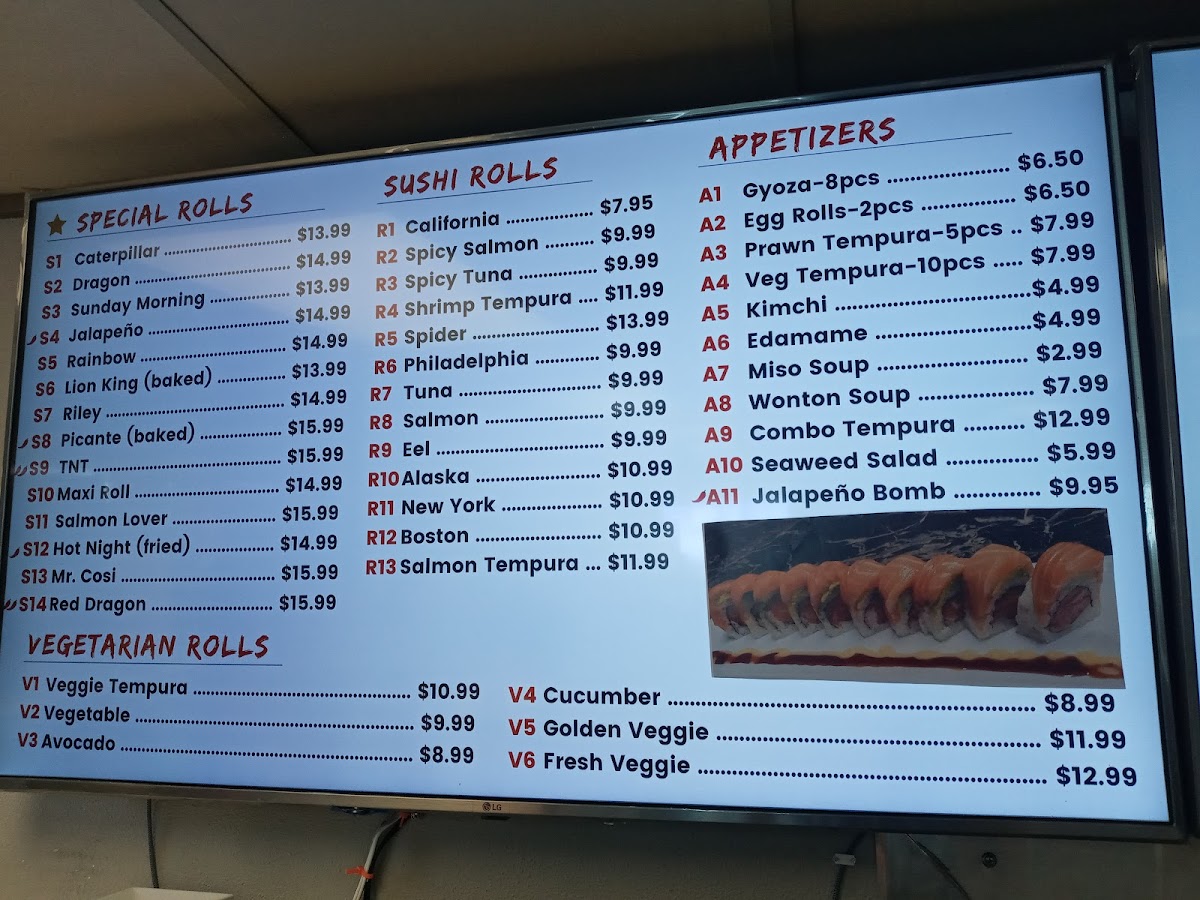 SPECIAL ROLLS
S1 Caterpillar ........ $13.99
S2 Dragon ........ $14.99
S3 Sunday Morning ........ $13.99
S4 Jalapeño ........ $14.99
S5 Rainbow ........ $14.99
S6 Lion King (baked) ........ $13.99
S7 Riley ........ $14.99
S8 Picante (baked) ........ $15.99
S9 TNT ........ $15.99
S10 Maxi Roll ........ $14.99
S11 Salmon Lover ........ $15.99
S12 Hot Night (fried) ........ $14.99
S13 Mr. Cosi ........ $15.99
S14 Red Dragon ........ $15.99
SUSHI ROLLS
R1 California ........ $7.95
R2 Spicy Salmon ........ $9.99
R3 Spicy Tuna ........ $9.99
R4 Shrimp Tempura .... $11.99
R5 Spider ........ $13.99
R6 Philadelphia ........ $9.99
R7 Tuna ........ $9.99
R8 Salmon ........ $9.99
R9 Eel ........ $9.99
R10 Alaska ........ $10.99
R11 New York ........ $10.99
R12 Boston ........ $10.99
R13 Salmon Tempura ... $11.99
APPETIZERS
A1 Gyoza-8pcs ........ $6.50
A2 Egg Rolls-2pcs ........ $6.50
A3 Prawn Tempura-5pcs .. $7.99
A4 Veg Tempura-10pcs ..... $7.99
A5 Kimchi ........ $4.99
A6 Edamame ........ $4.99
A7 Miso Soup ........ $2.99
A8 Wonton Soup ........ $7.99
A9 Combo Tempura ........ $12.99
A10 Seaweed Salad ........ $5.99
A11 Jalapeño Bomb ........ $9.95
VEGETARIAN ROLLS
V1 Veggie Tempura ........ $10.99
V2 Vegetable ........ $9.99
V3 Avocado ........ $8.99
V4 Cucumber ........ $8.99
V5 Golden Veggie ........ $11.99
V6 Fresh Veggie ........ $12.99
LG